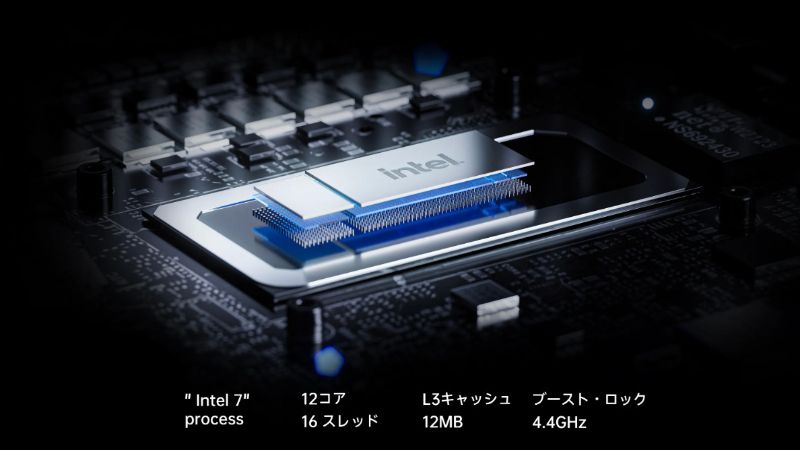 intel.
" Intel 7"
process
12コア
16 スレッド
L3キャッシュ
12MB
ブースト・ロック
4.4GHz